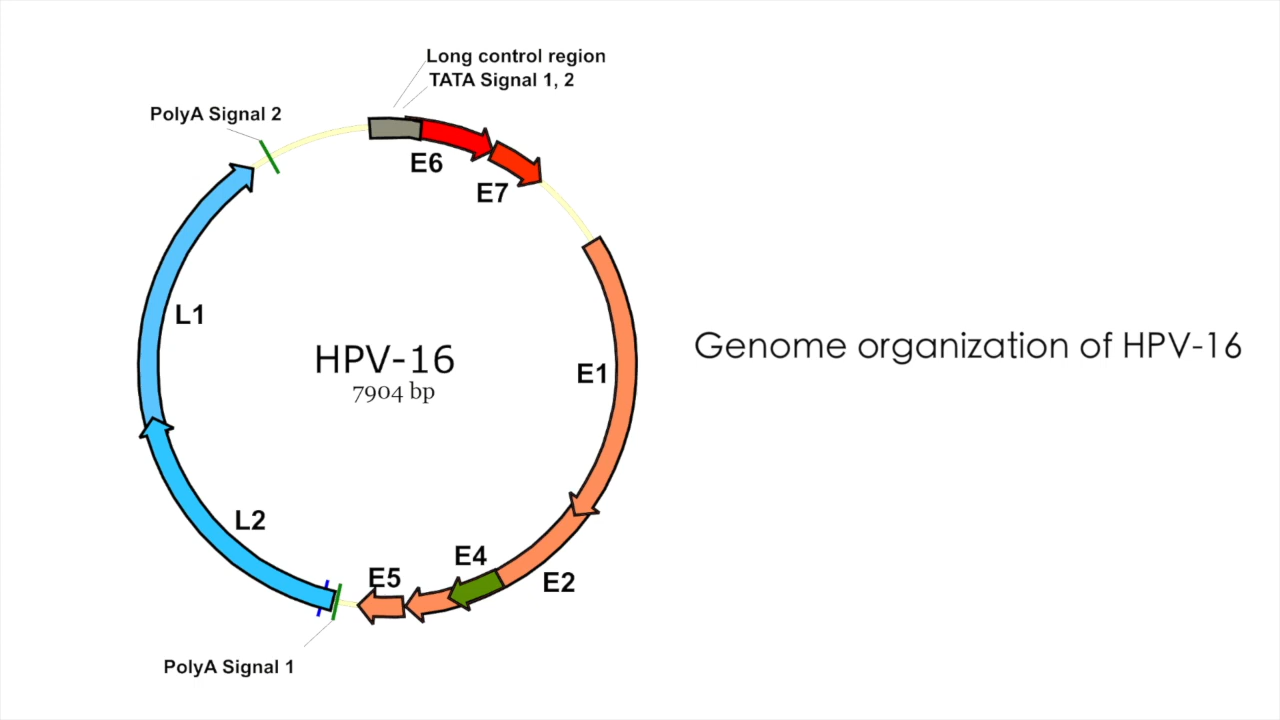 Long control region
TATA Signal 1, 2
PolyA Signal 2
E6
E7
L1
HPV-16
7904 bp
Genome organization of HPV-16
E1
L2
E4
E5
E2
PolyA Signal 1